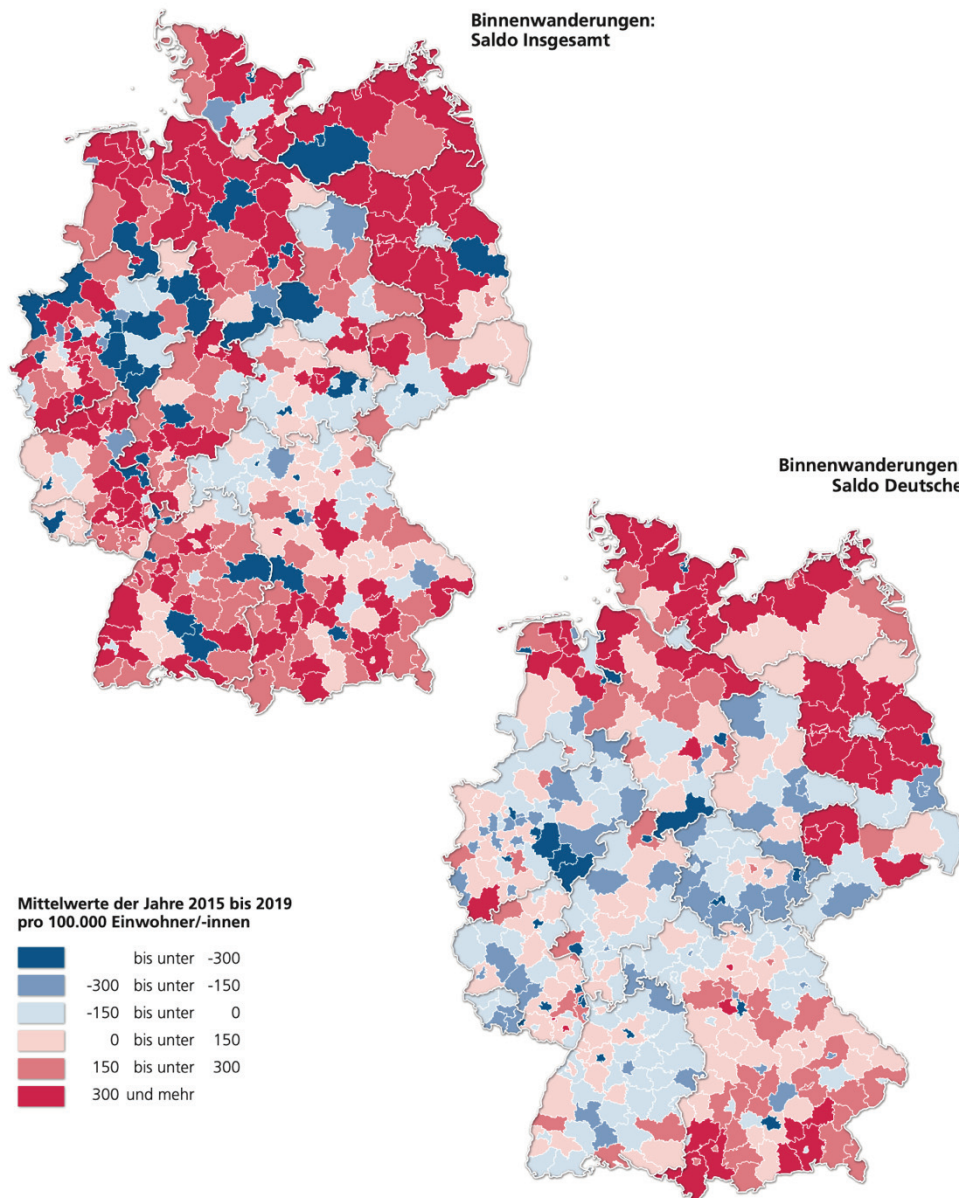 Binnenwanderungen:
Saldo Insgesamt
Binnenwanderungen
Saldo Deutsche
Mittelwerte der Jahre 2015 bis 2019
pro 100.000 Einwohner/-innen
bis unter -300
-300 bis unter -150
-150 bis unter 0
0 bis unter 150
150 bis unter 300
300 und mehr